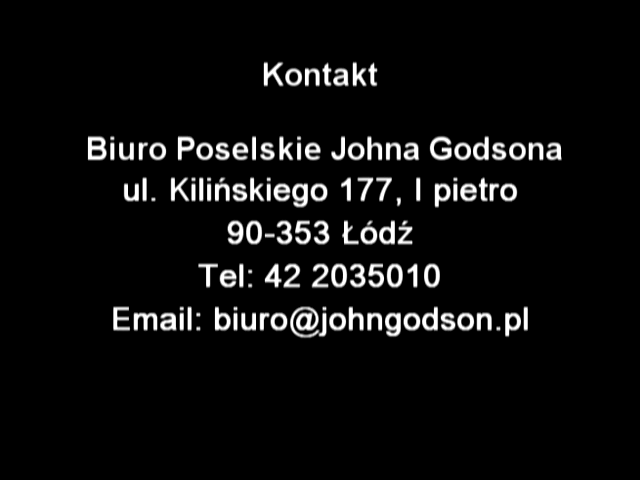 Kontakt
Biuro Poselskie Johna Godsona
ul. Kilińskiego 177, I pietro
90-353 Łódź
Tel: 42 2035010
Email: biuro@johngodson.pl